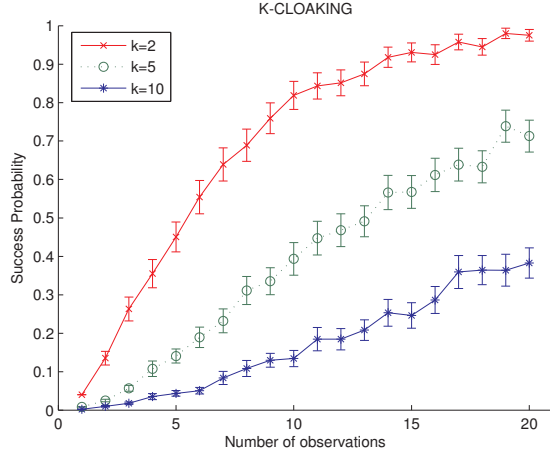 K-CLOAKING
k=2
k=5
k=10
Success Probability
1
0.9
0.8
0.7
0.6
0.5
0.4
0.3
0.2
0.1
0
0
5
10
15
20
Number of observations